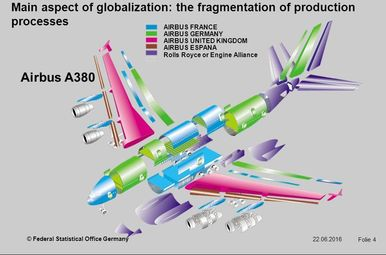 Main aspect of globalization: the fragmentation of production
processes
AIRBUS FRANCE
AIRBUS GERMANY
AIRBUS UNITED KINGDOM
AIRBUS ESPANA
Rolls Royce or Engine Alliance
Airbus A380
© Federal Statistical Office Germany
22.06.2016
Folie 4